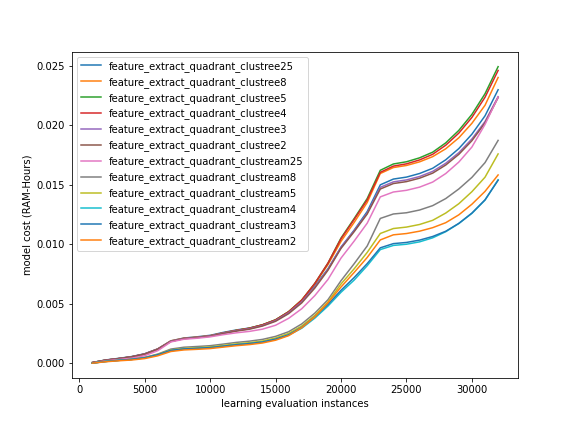 0.025
0.020
0.015
0.010
0.005
0.000
model cost (RAM-Hours)
feature_extract_quadrant_clustree25
feature_extract_quadrant_clustree8
feature_extract_quadrant_clustree5
feature_extract_quadrant_clustree4
feature_extract_quadrant_clustree3
feature_extract_quadrant_clustree2
feature_extract_quadrant_clustream25
feature_extract_quadrant_clustream8
feature_extract_quadrant_clustream5
feature_extract_quadrant_clustream4
feature_extract_quadrant_clustream3
feature_extract_quadrant_clustream2
0 5000 10000 15000 20000 25000 30000
learning evaluation instances